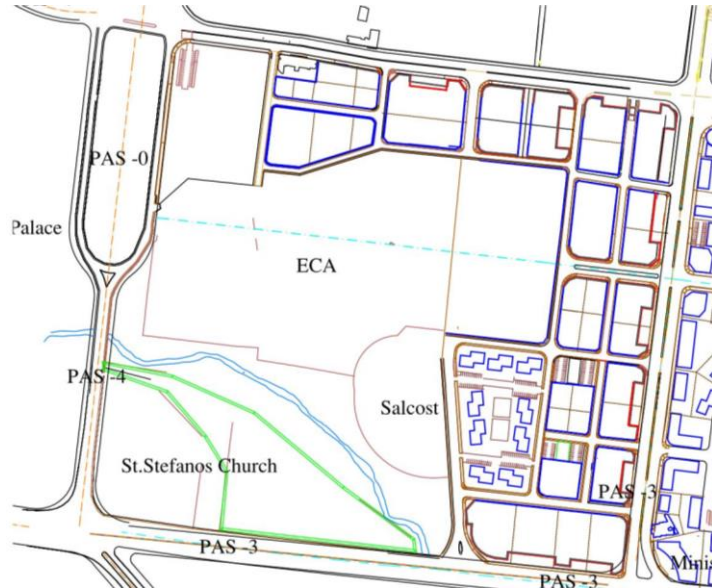 PAS -0
Palace
ECA
PAS -4
Salcost
St.Stefanos Church
PAS -3
PAS -3
PAS -3
Minis